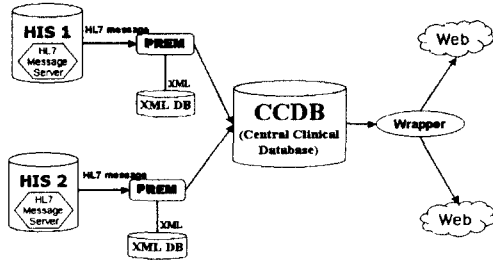 HIS 1
HL7
Message
Server
HL7 message
PREM
XML
XML DB
CCDB
(Central Clinical
Database)
Wrapper
Web
Web
HIS 2
HL7
Message
Server
HL7 message
PREM
XML
XML DB